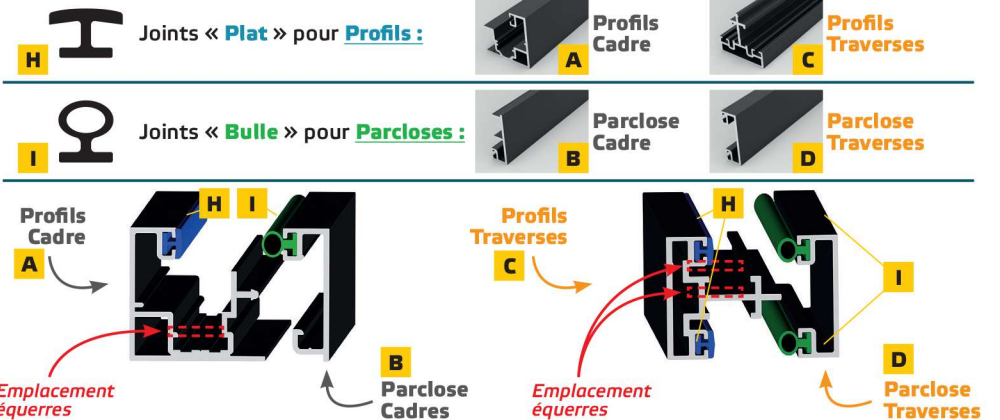 H
Joints « Plat » pour Profils :
A
Profils
Cadre
C
Profils
Traverses
I
Joints « Bulle » pour Parcloses :
B
Parclose
Cadre
D
Parclose
Traverses
Profils
Cadre
A
H
I
Emplacement
équerres
B
Parclose
Cadres
Profils
Traverses
C
H
I
Emplacement
équerres
D
Parclose
Traverses